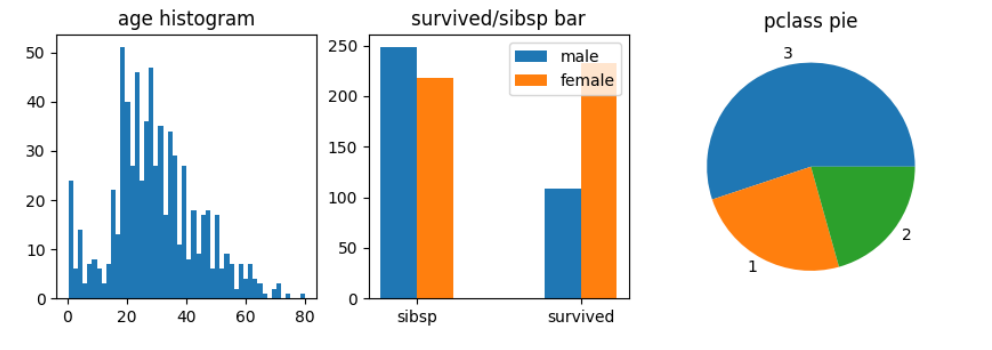 age histogram
50
40
30
20
10
0
0 20 40 60 80
survived/sibsp bar
250
200
150
100
50
0
male
female
sibsp survived
pclass pie
3
1
2